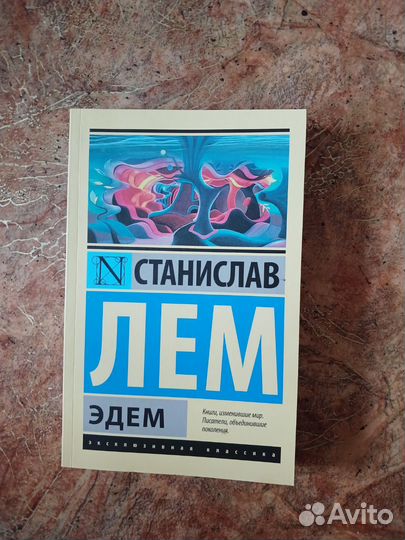 N СТАНИСЛАВ
ЛЕМ
ЭДЕМ
Книги, изменившие мир.
Писатели, объединившие
поколения.
эксклюзивная классика
Avito